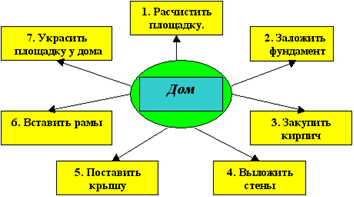 1. Расчистить
площадку.
2. Заложить
фундамент
3. Закупить
кирпич
4. Выложить
стены
5. Поставить
крышу
6. Вставить рамы
7. Украсить
площадку у дома
Дом